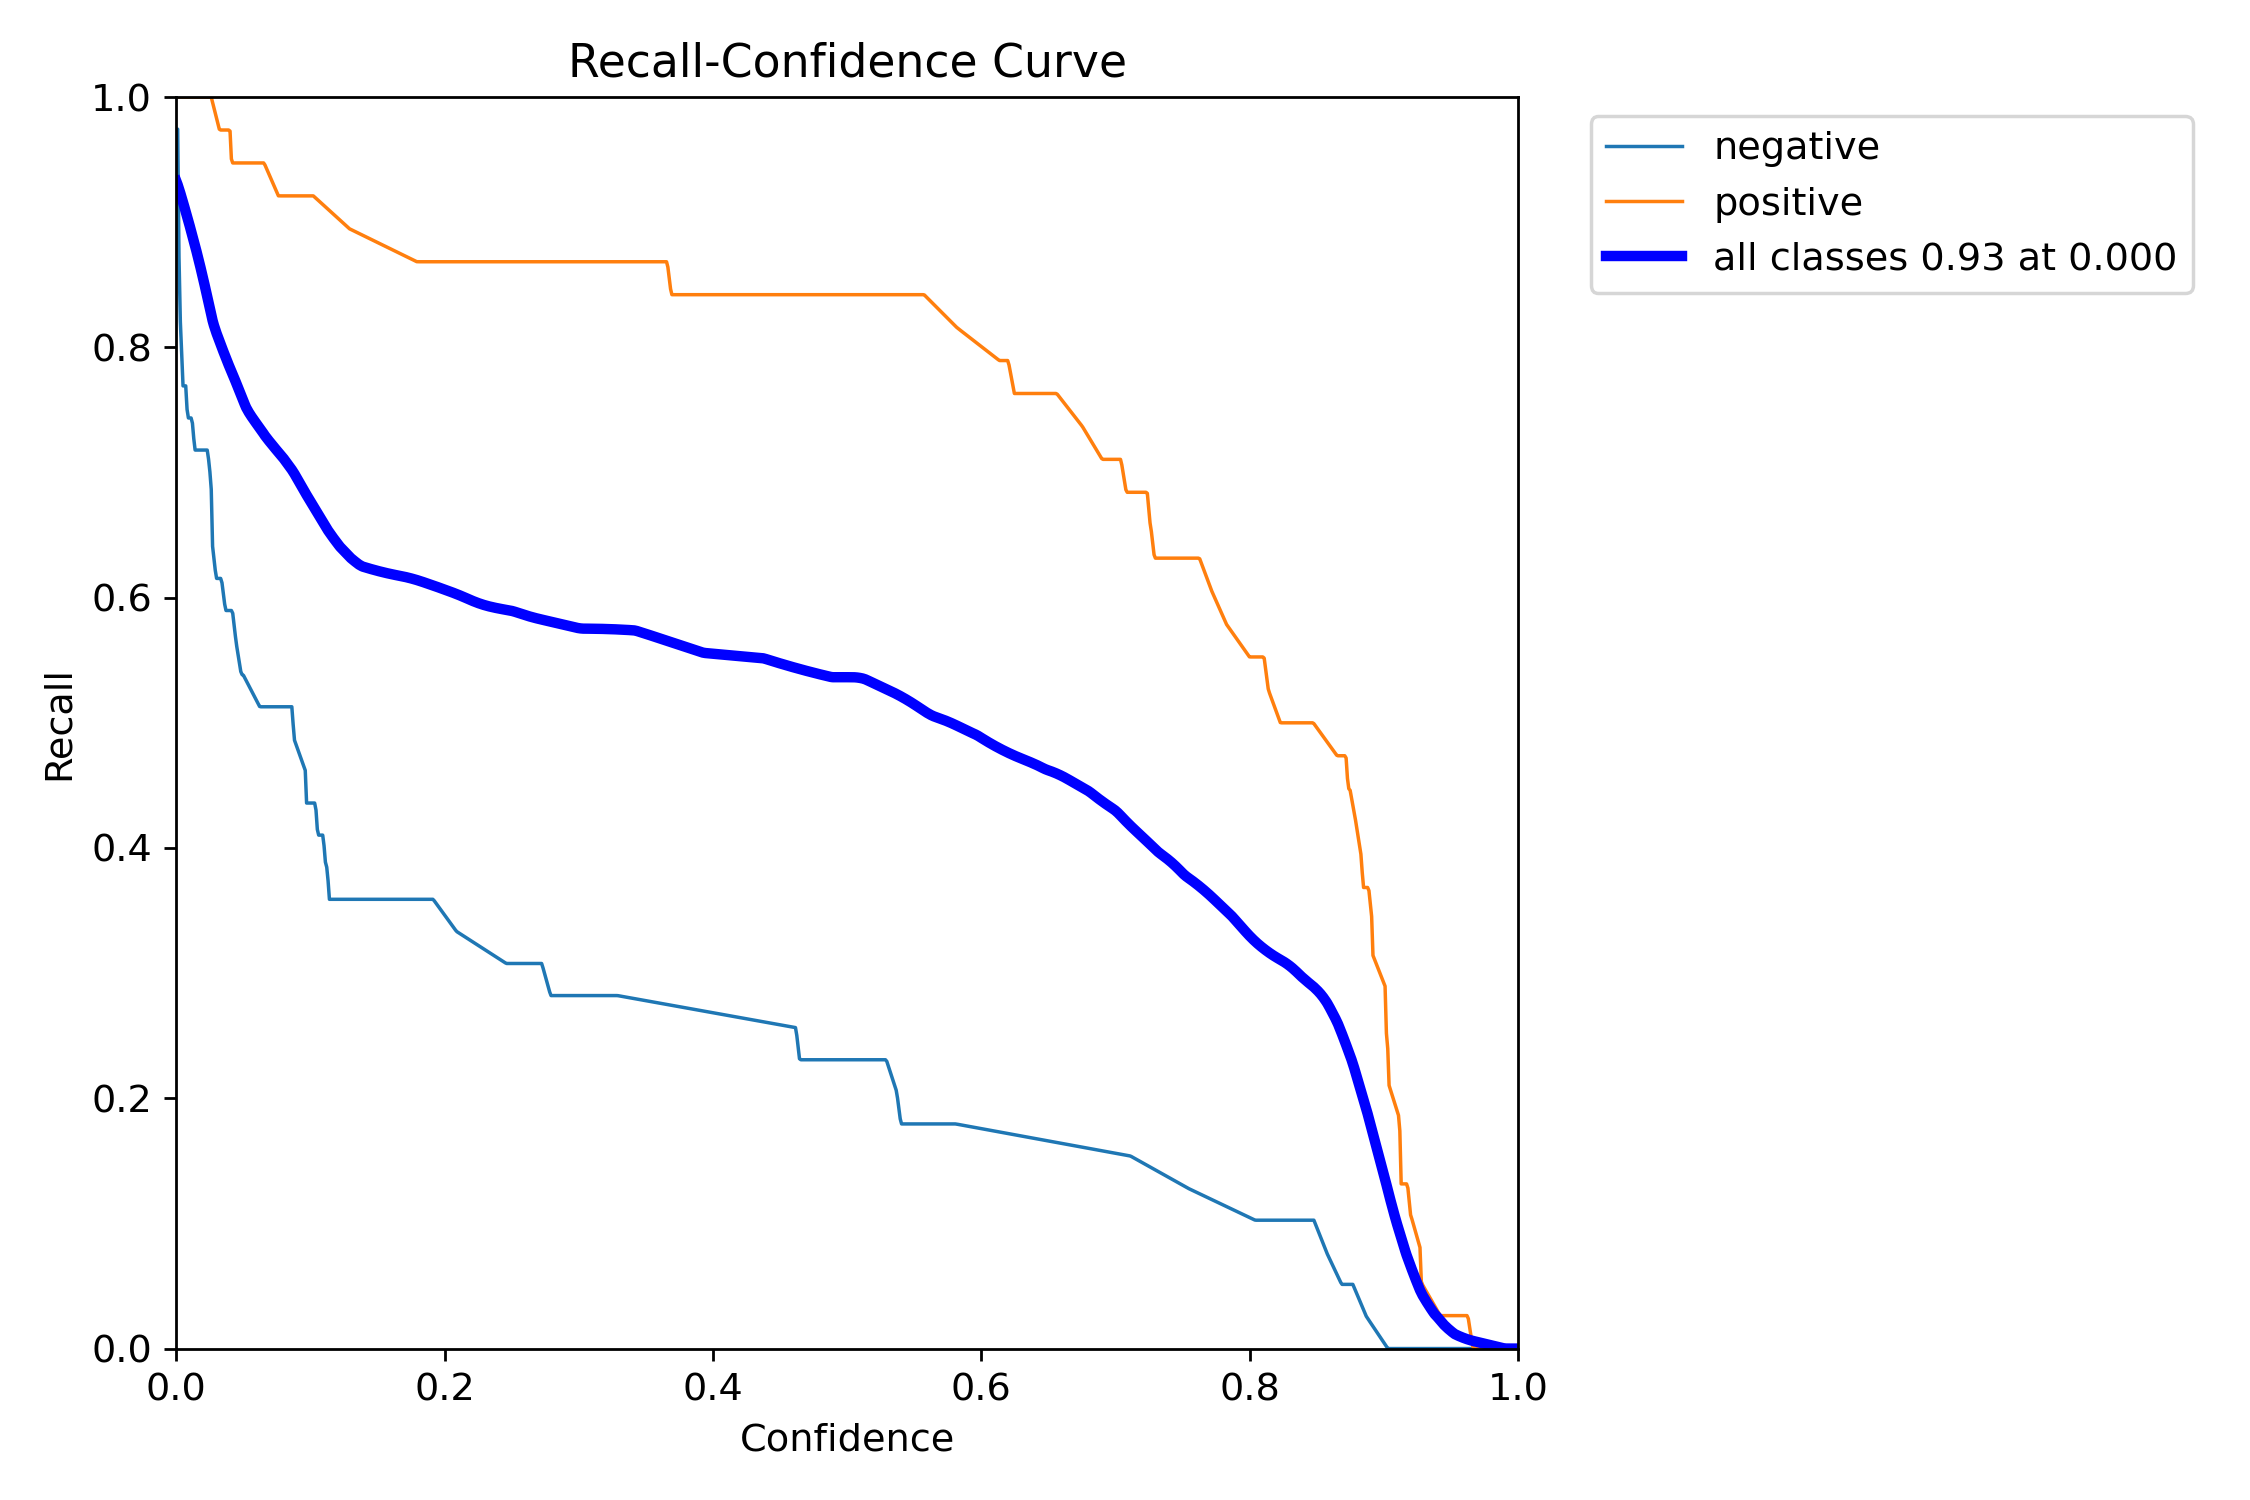 Recall-Confidence Curve
1.0
0.8
0.6
0.4
0.2
0.0
Recall
0.0 0.2 0.4 0.6 0.8 1.0
Confidence
negative
positive
all classes 0.93 at 0.000